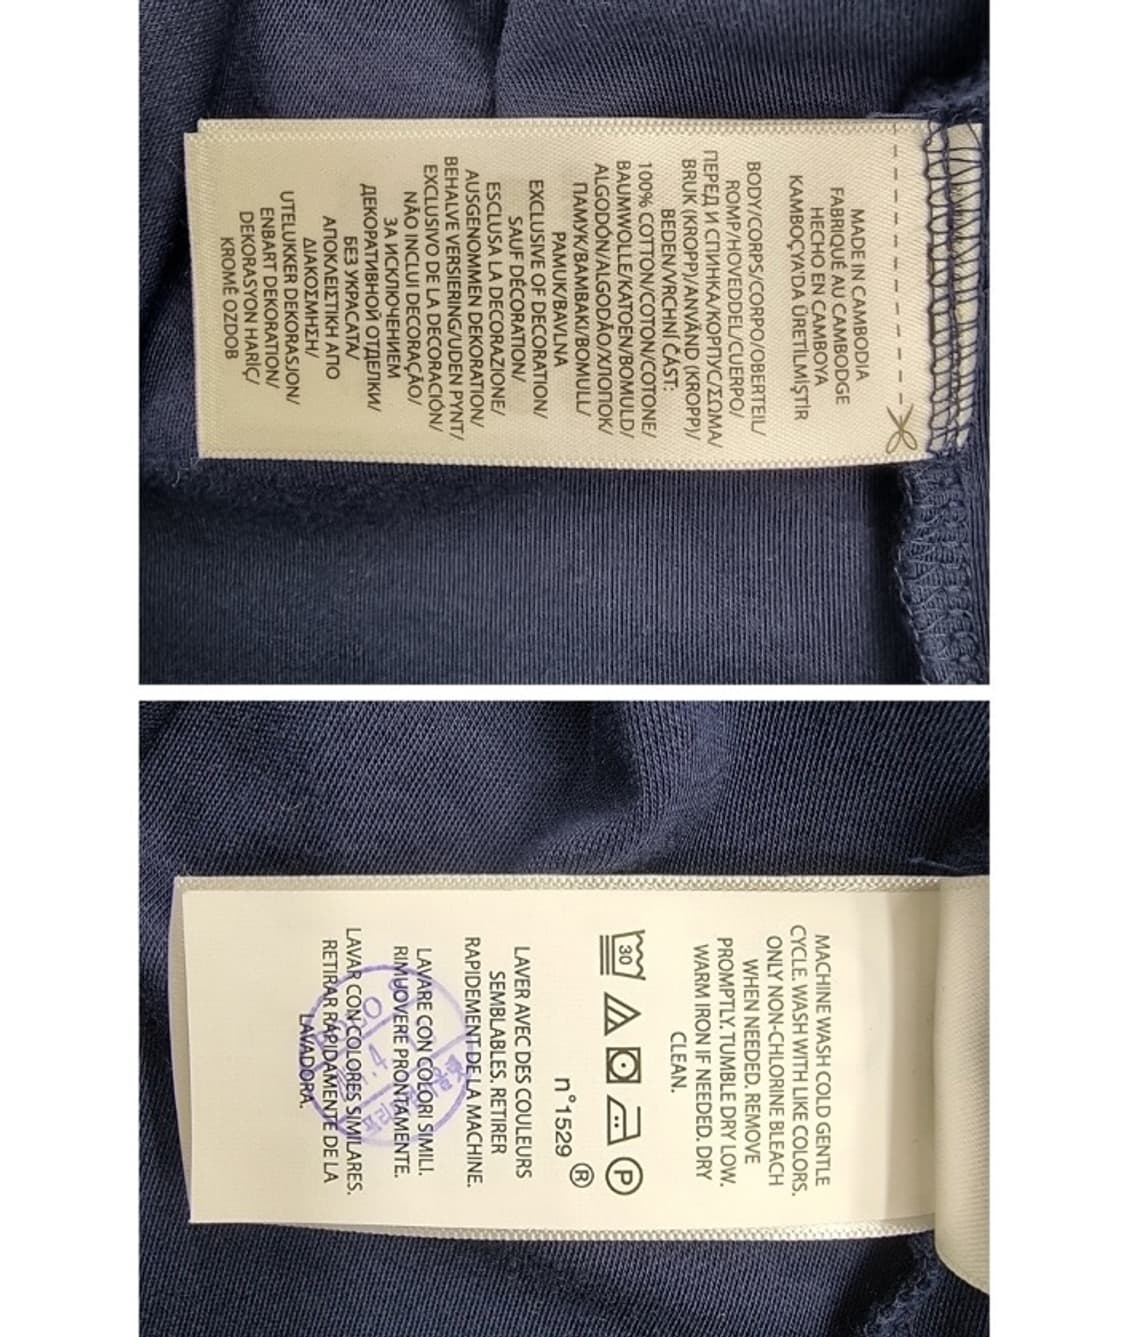 MADE IN CAMBODIA
FABRIQUÉ AU CAMBODGE
HECHO EN CAMBOYA
KAMBOÇYA'DA ÜRETİLMİŞTİR
BODY/CORPS/CORPO/OBERTEIL/
ROMP/HOVEDDEL/CUERPO/
ПЕРЕД И СПИНКА/КОРПУС/ΣΩΜΑ/
BRUK (KROPP)/ANVÄND (KROPP)/
BEDEN/VRCHNÍ ČÁST:
100% COTTON/COTON/COTONE/
BAUMWOLLE/KATOEN/BOMULD/
ALGODÓN/ALGODÃO/ХЛОПОК/
ПАМУК/ΒΑΜΒΑΚΙ/BOMULL/
PAMUK/BAVLNA
EXCLUSIVE OF DECORATION/
SAUF DÉCORATION/
ESCLUSA LA DECORAZIONE/
AUSGENOMMEN DEKORATION/
BEHALVE VERSIERING/UDEN PYNT/
EXCLUSIVO DE LA DECORACIÓN/
NÃO INCLUI DECORAÇÃO/
ЗА ИСКЛЮЧЕНИЕМ
ДЕКОРАТИВНОЙ ОТДЕЛКИ/
БЕЗ УКРАСАТА/
ΑΠΟΚΛΕΙΣΤΙΚΗ ΑΠΟ
ΔΙΑΚΟΣΜΗΣΗ/
UTELUKKER DEKORASJON/
ENBART DEKORATION/
DEKORASYON HARİÇ/
KROMĚ OZDOB
MACHINE WASH COLD GENTLE
CYCLE. WASH WITH LIKE COLORS.
ONLY NON-CHLORINE BLEACH
WHEN NEEDED. REMOVE
PROMPTLY. TUMBLE DRY LOW.
WARM IRON IF NEEDED. DRY
CLEAN.
30 P
®
n°1529
LAVER AVEC DES COULEURS
SEMBLABLES. RETIRER
RAPIDEMENT DE LA MACHINE.
LAVARE CON COLORI SIMILI.
RIMUOVERE PRONTAMENTE.
LAVAR CON COLORES SIMILARES.
RETIRAR RÁPIDAMENTE DE LA
LAVADORA.